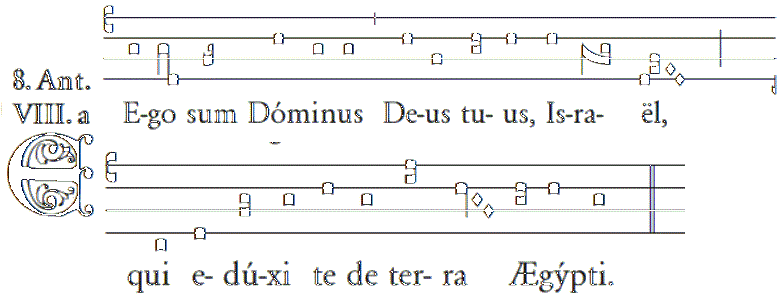 8. Ant.
VIII. a E-go sum Dóminus De-us tu- us, Is-ra- ël,
qui e- dú-xi te de ter- ra Ægýpti.